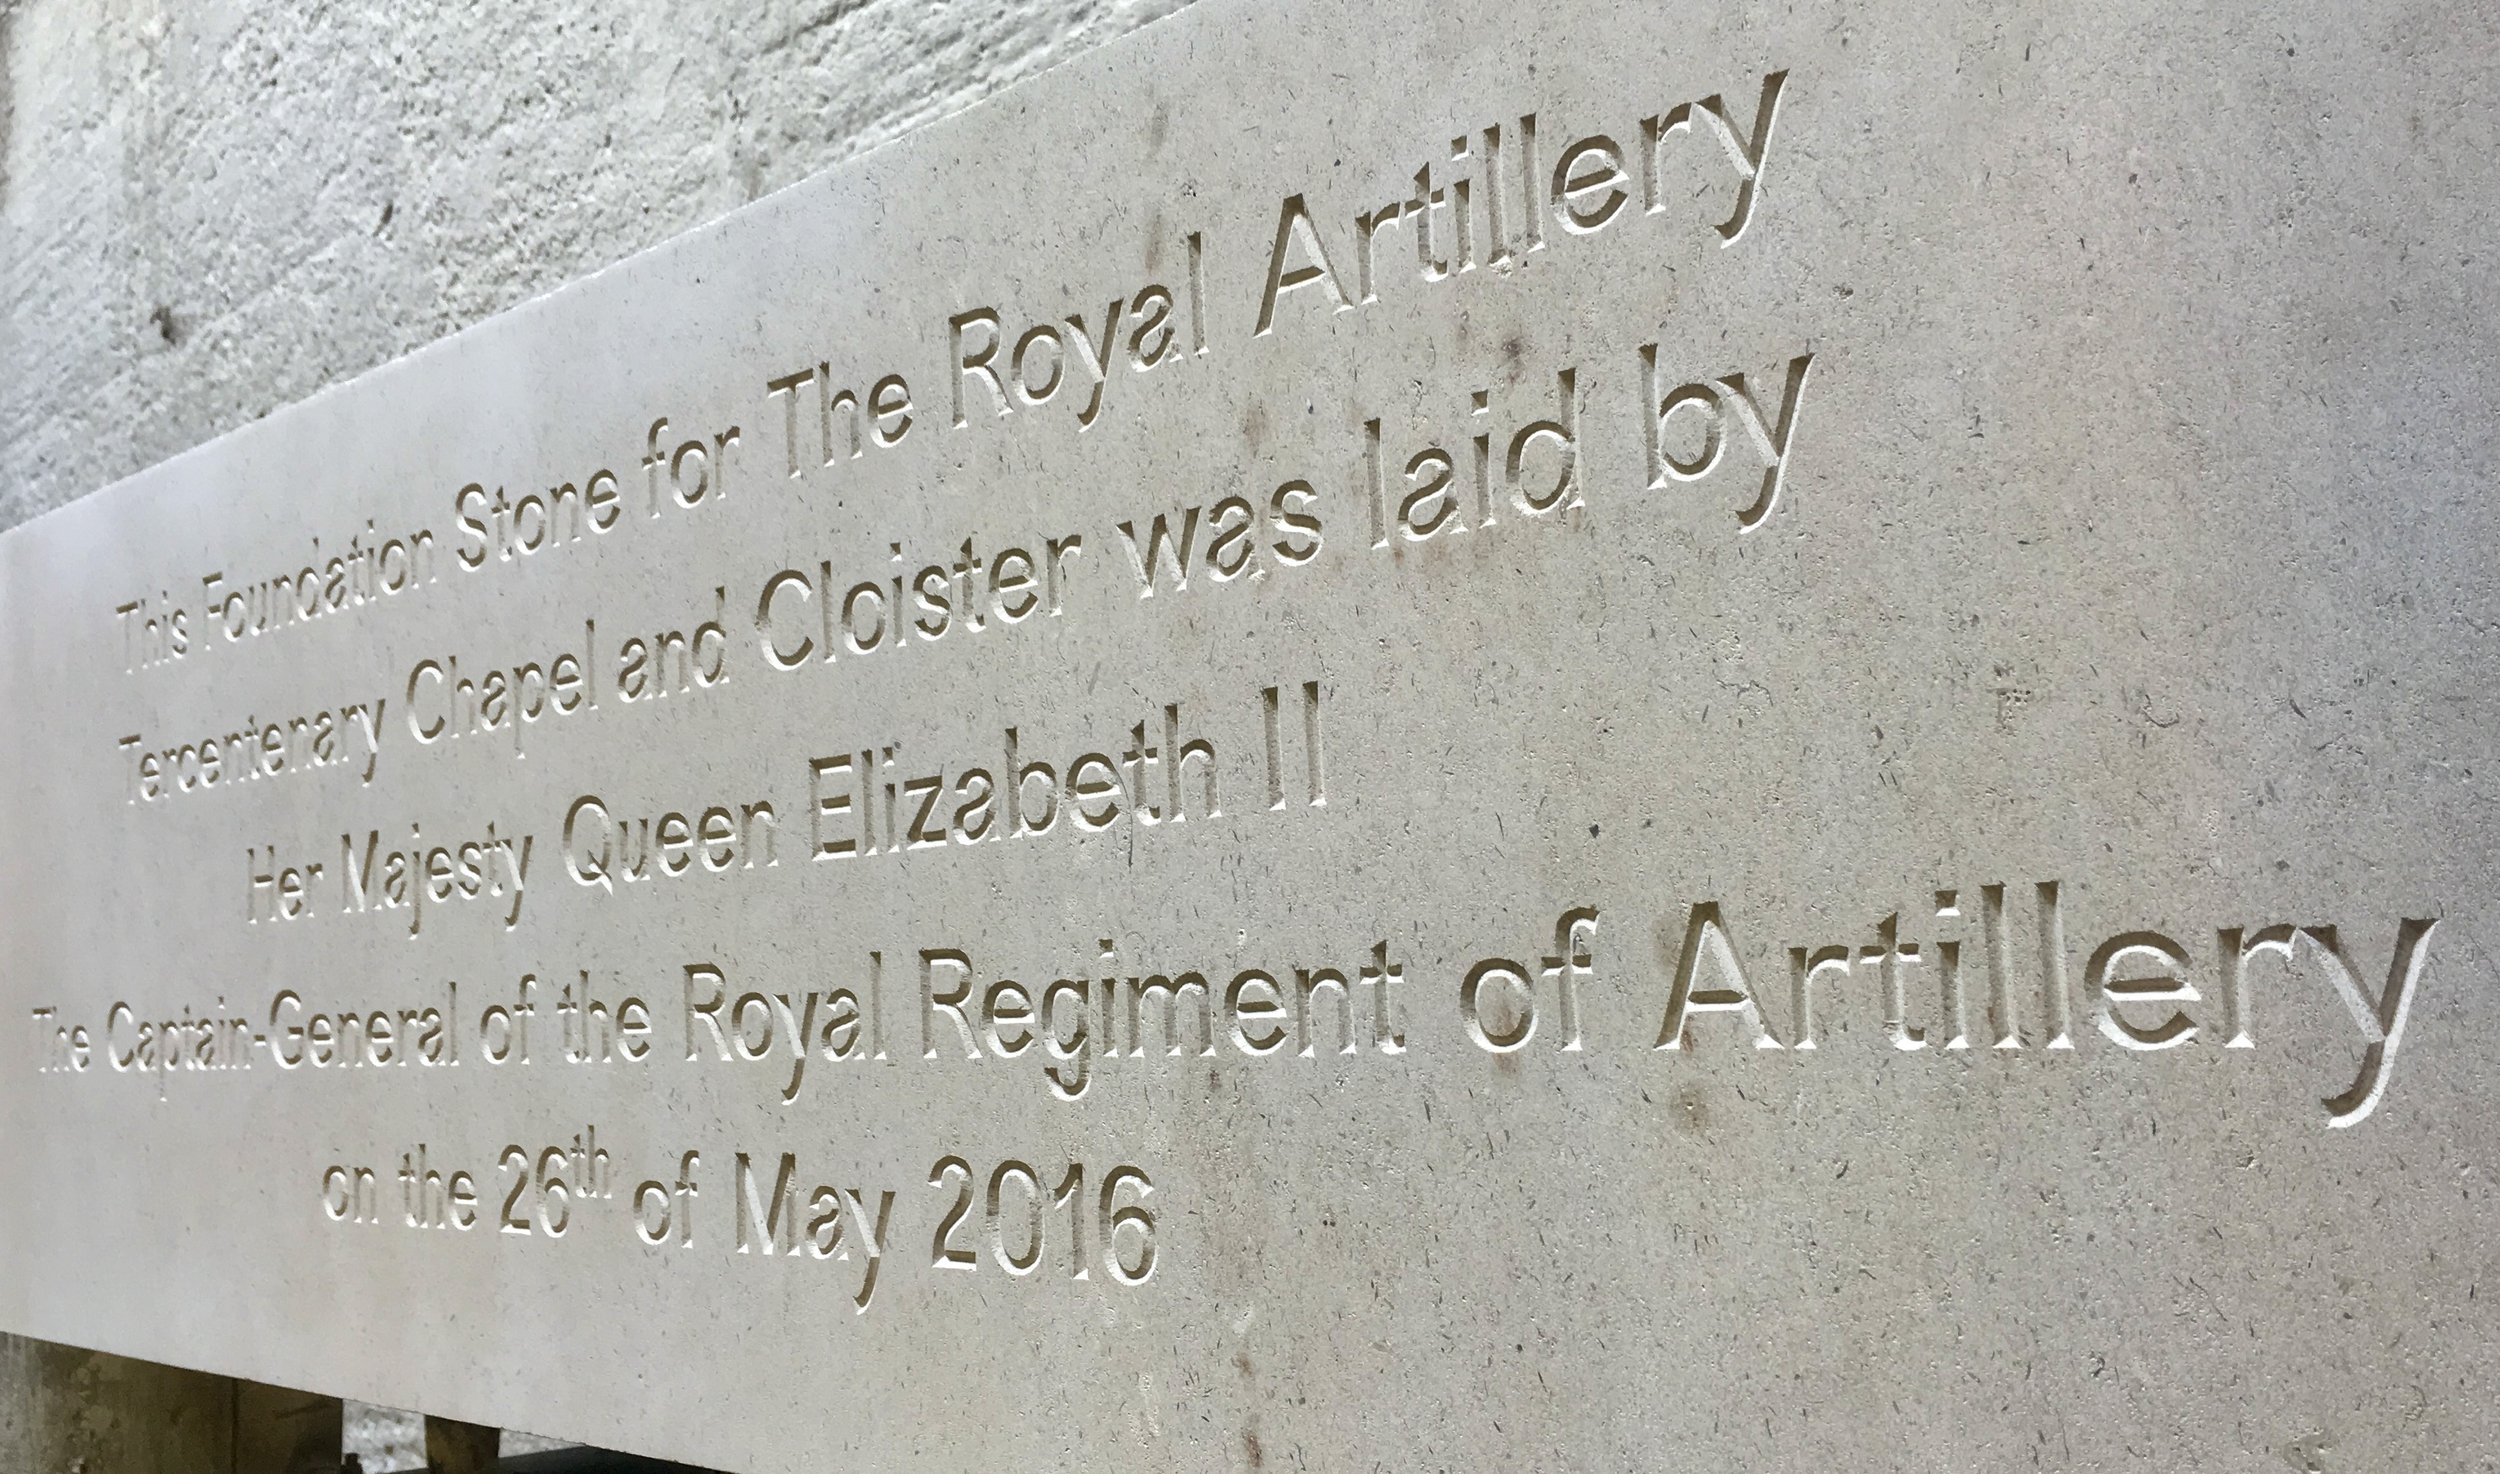 This Foundation Stone for The Royal Artillery
Tercentenary Chapel and Cloister was laid by
Her Majesty Queen Elizabeth II
The Captain-General of the Royal Regiment of Artillery
on the 26th of May 2016